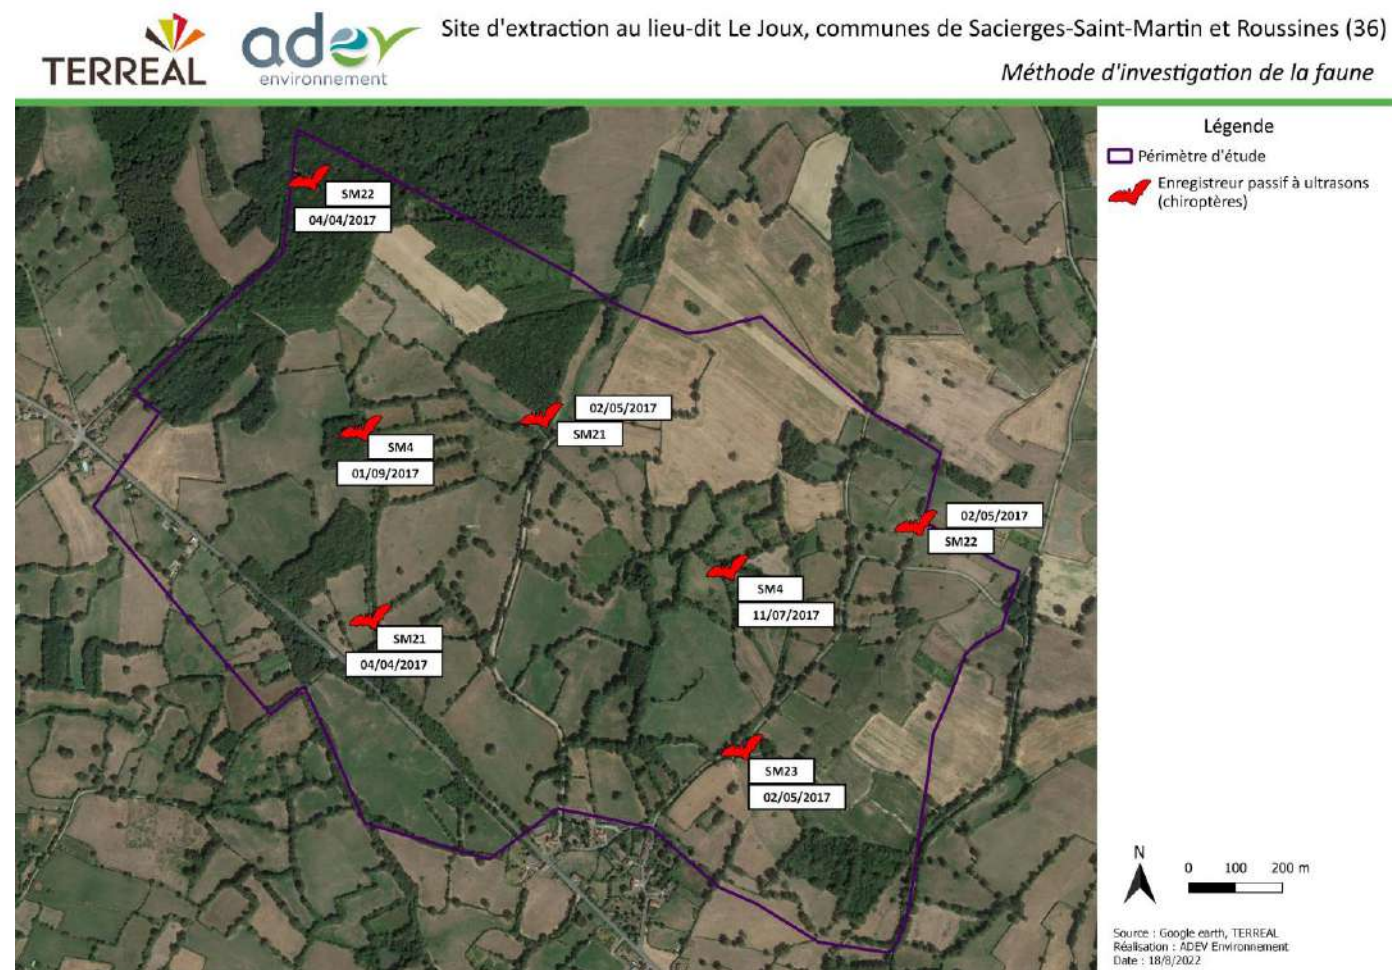 TERREAL
adev
environnement
Site d'extraction au lieu-dit Le Joux, communes de Sacierges-Saint-Martin et Roussines (36)
Méthode d'investigation de la faune
Légende
Périmètre d'étude
Enregistreur passif à ultrasons
(chiroptères)
SM22
04/04/2017
02/05/2017
SM21
SM4
01/09/2017
02/05/2017
SM22
SM4
11/07/2017
SM21
04/04/2017
SM23
02/05/2017
N
0 100 200 m
Source : Google earth, TERREAL
Réalisation : ADEV Environnement
Date : 18/8/2022